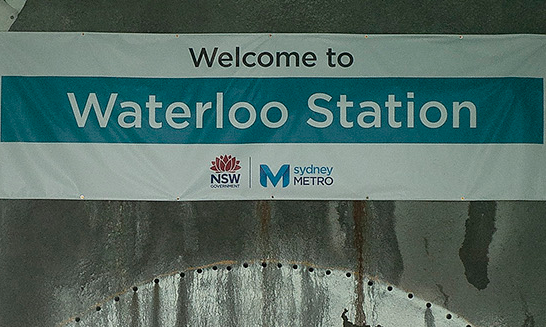 Welcome to
Waterloo Station
NSW
GOVERNMENT
sydney
METRO